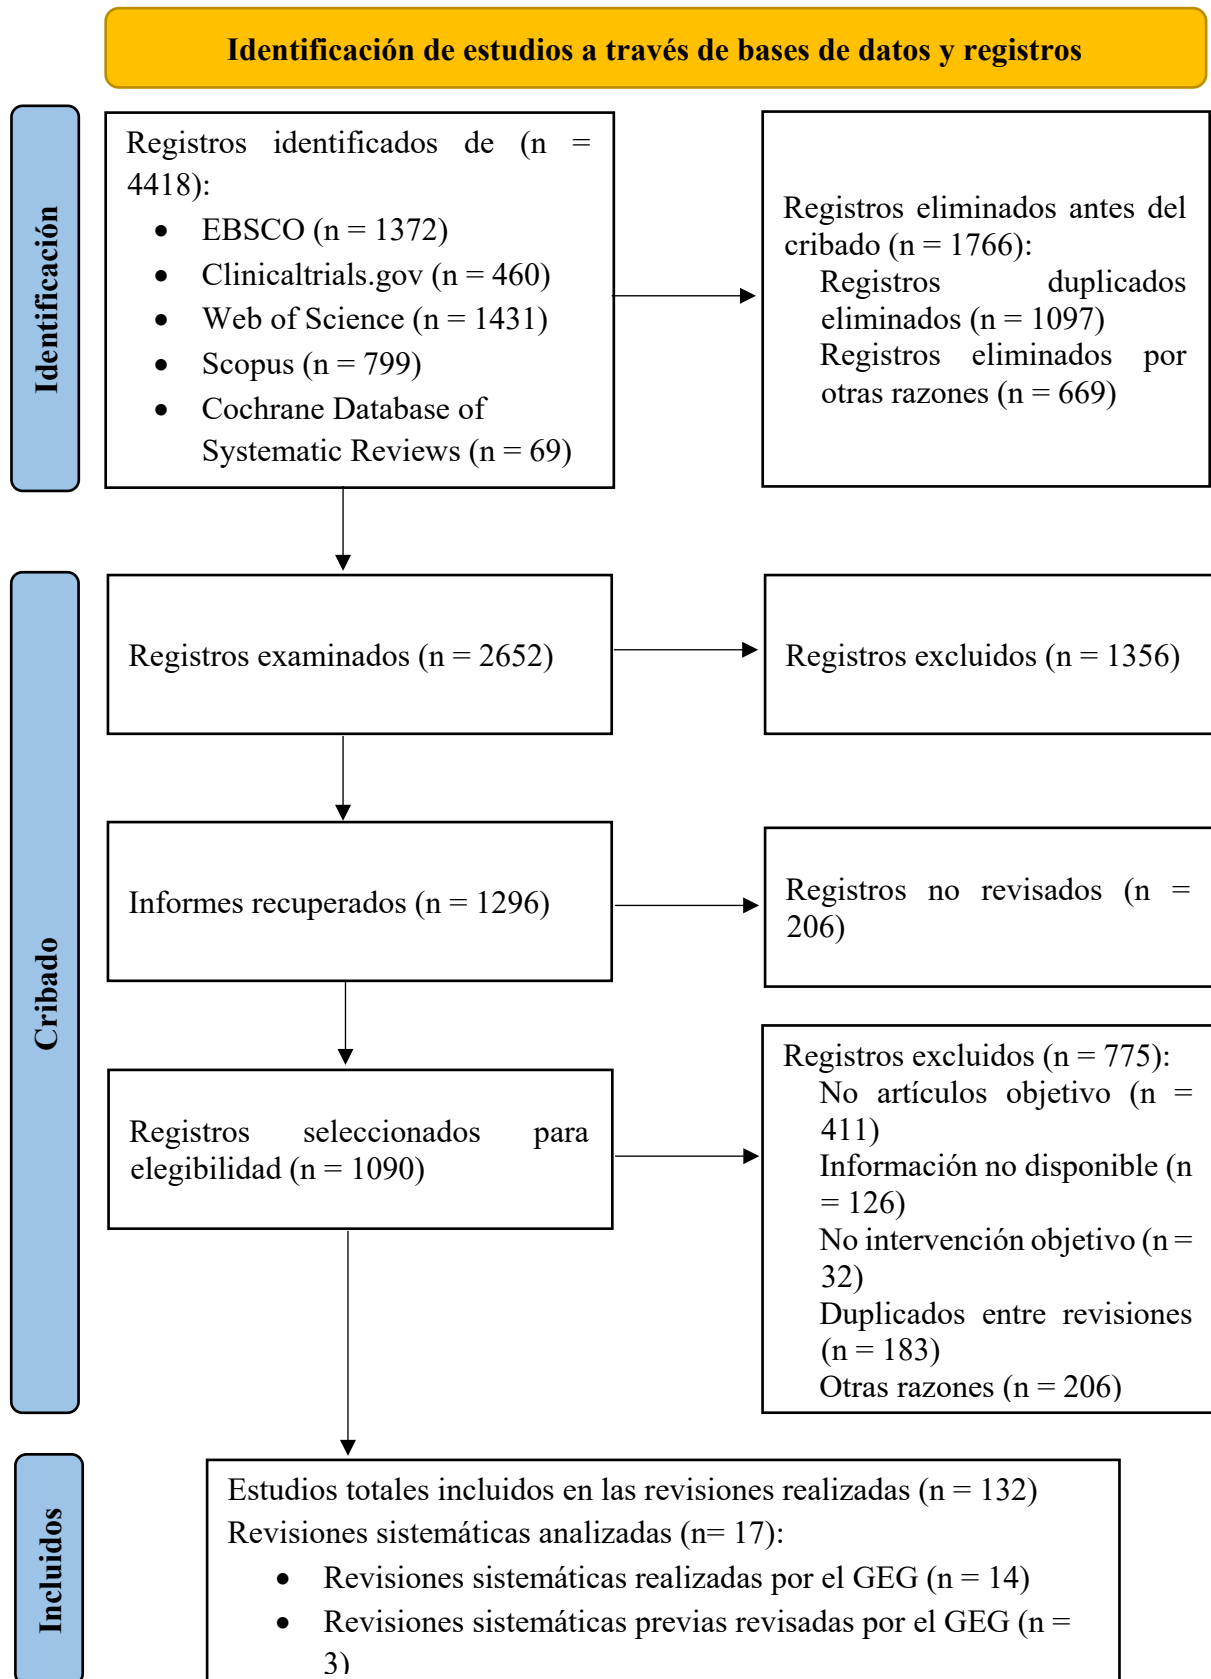 Identificación de estudios a través de bases de datos y registros
Identificación
Registros identificados de (n =
4418):
• EBSCO (n = 1372)
• Clinicaltrials.gov (n = 460)
• Web of Science (n = 1431)
• Scopus (n = 799)
• Cochrane Database of
Systematic Reviews (n = 69)
Registros eliminados antes del
cribado (n = 1766):
Registros duplicados
eliminados (n = 1097)
Registros eliminados por
otras razones (n = 669)
Cribado
Registros examinados (n = 2652)
Registros excluidos (n = 1356)
Informes recuperados (n = 1296)
Registros no revisados (n =
206)
Registros seleccionados para
elegibilidad (n = 1090)
Registros excluidos (n = 775):
No artículos objetivo (n =
411)
Información no disponible (n
= 126)
No intervención objetivo (n =
32)
Duplicados entre revisiones
(n = 183)
Otras razones (n = 206)
Incluidos
Estudios totales incluidos en las revisiones realizadas (n = 132)
Revisiones sistemáticas analizadas (n= 17):
• Revisiones sistemáticas realizadas por el GEG (n = 14)
• Revisiones sistemáticas previas revisadas por el GEG (n =
3)